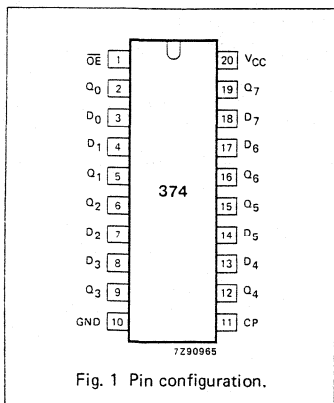 OE 1 20 VCC
Q0 2 19 Q7
D0 3 18 D7
D1 4 17 D6
Q1 5 16 Q6
374
Q2 6 15 Q5
D2 7 14 D5
D3 8 13 D4
Q3 9 12 Q4
GND 10 11 CP
7Z90965
Fig. 1 Pin configuration.